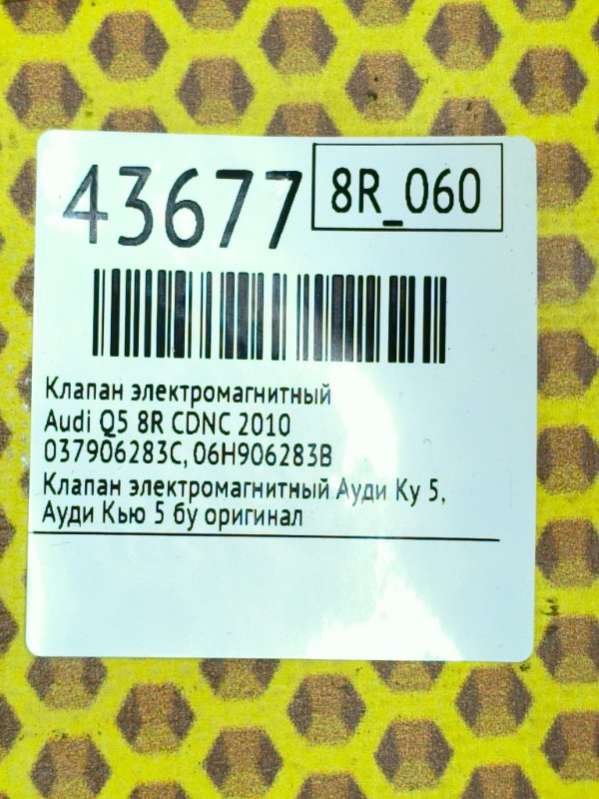 43677
8R_060
Клапан электромагнитный
Audi Q5 8R CDNC 2010
037906283C, 06H906283B
Клапан электромагнитный Ауди Ку 5,
Ауди Кью 5 бу оригинал